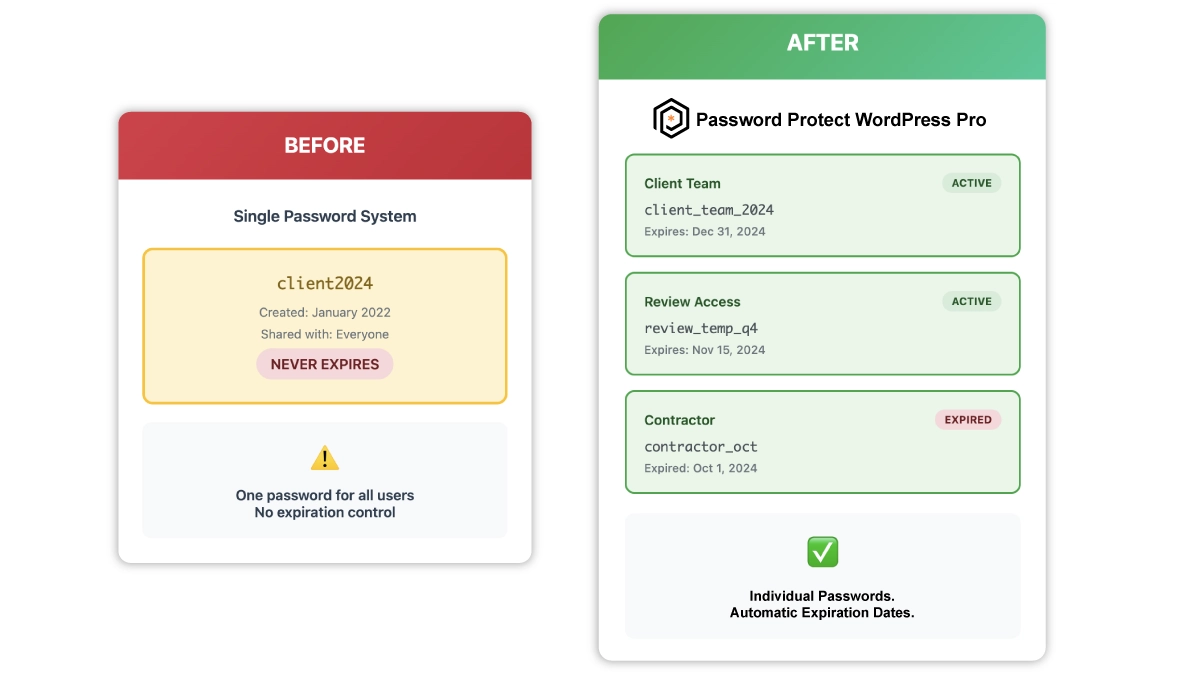 BEFORE
Single Password System
client2024
Created: January 2022
Shared with: Everyone
NEVER EXPIRES
One password for all users
No expiration control
AFTER
Password Protect WordPress Pro
Client Team
ACTIVE
client_team_2024
Expires: Dec 31, 2024
Review Access
ACTIVE
review_temp_q4
Expires: Nov 15, 2024
Contractor
EXPIRED
contractor_oct
Expired: Oct 1, 2024
Individual Passwords.
Automatic Expiration Dates.